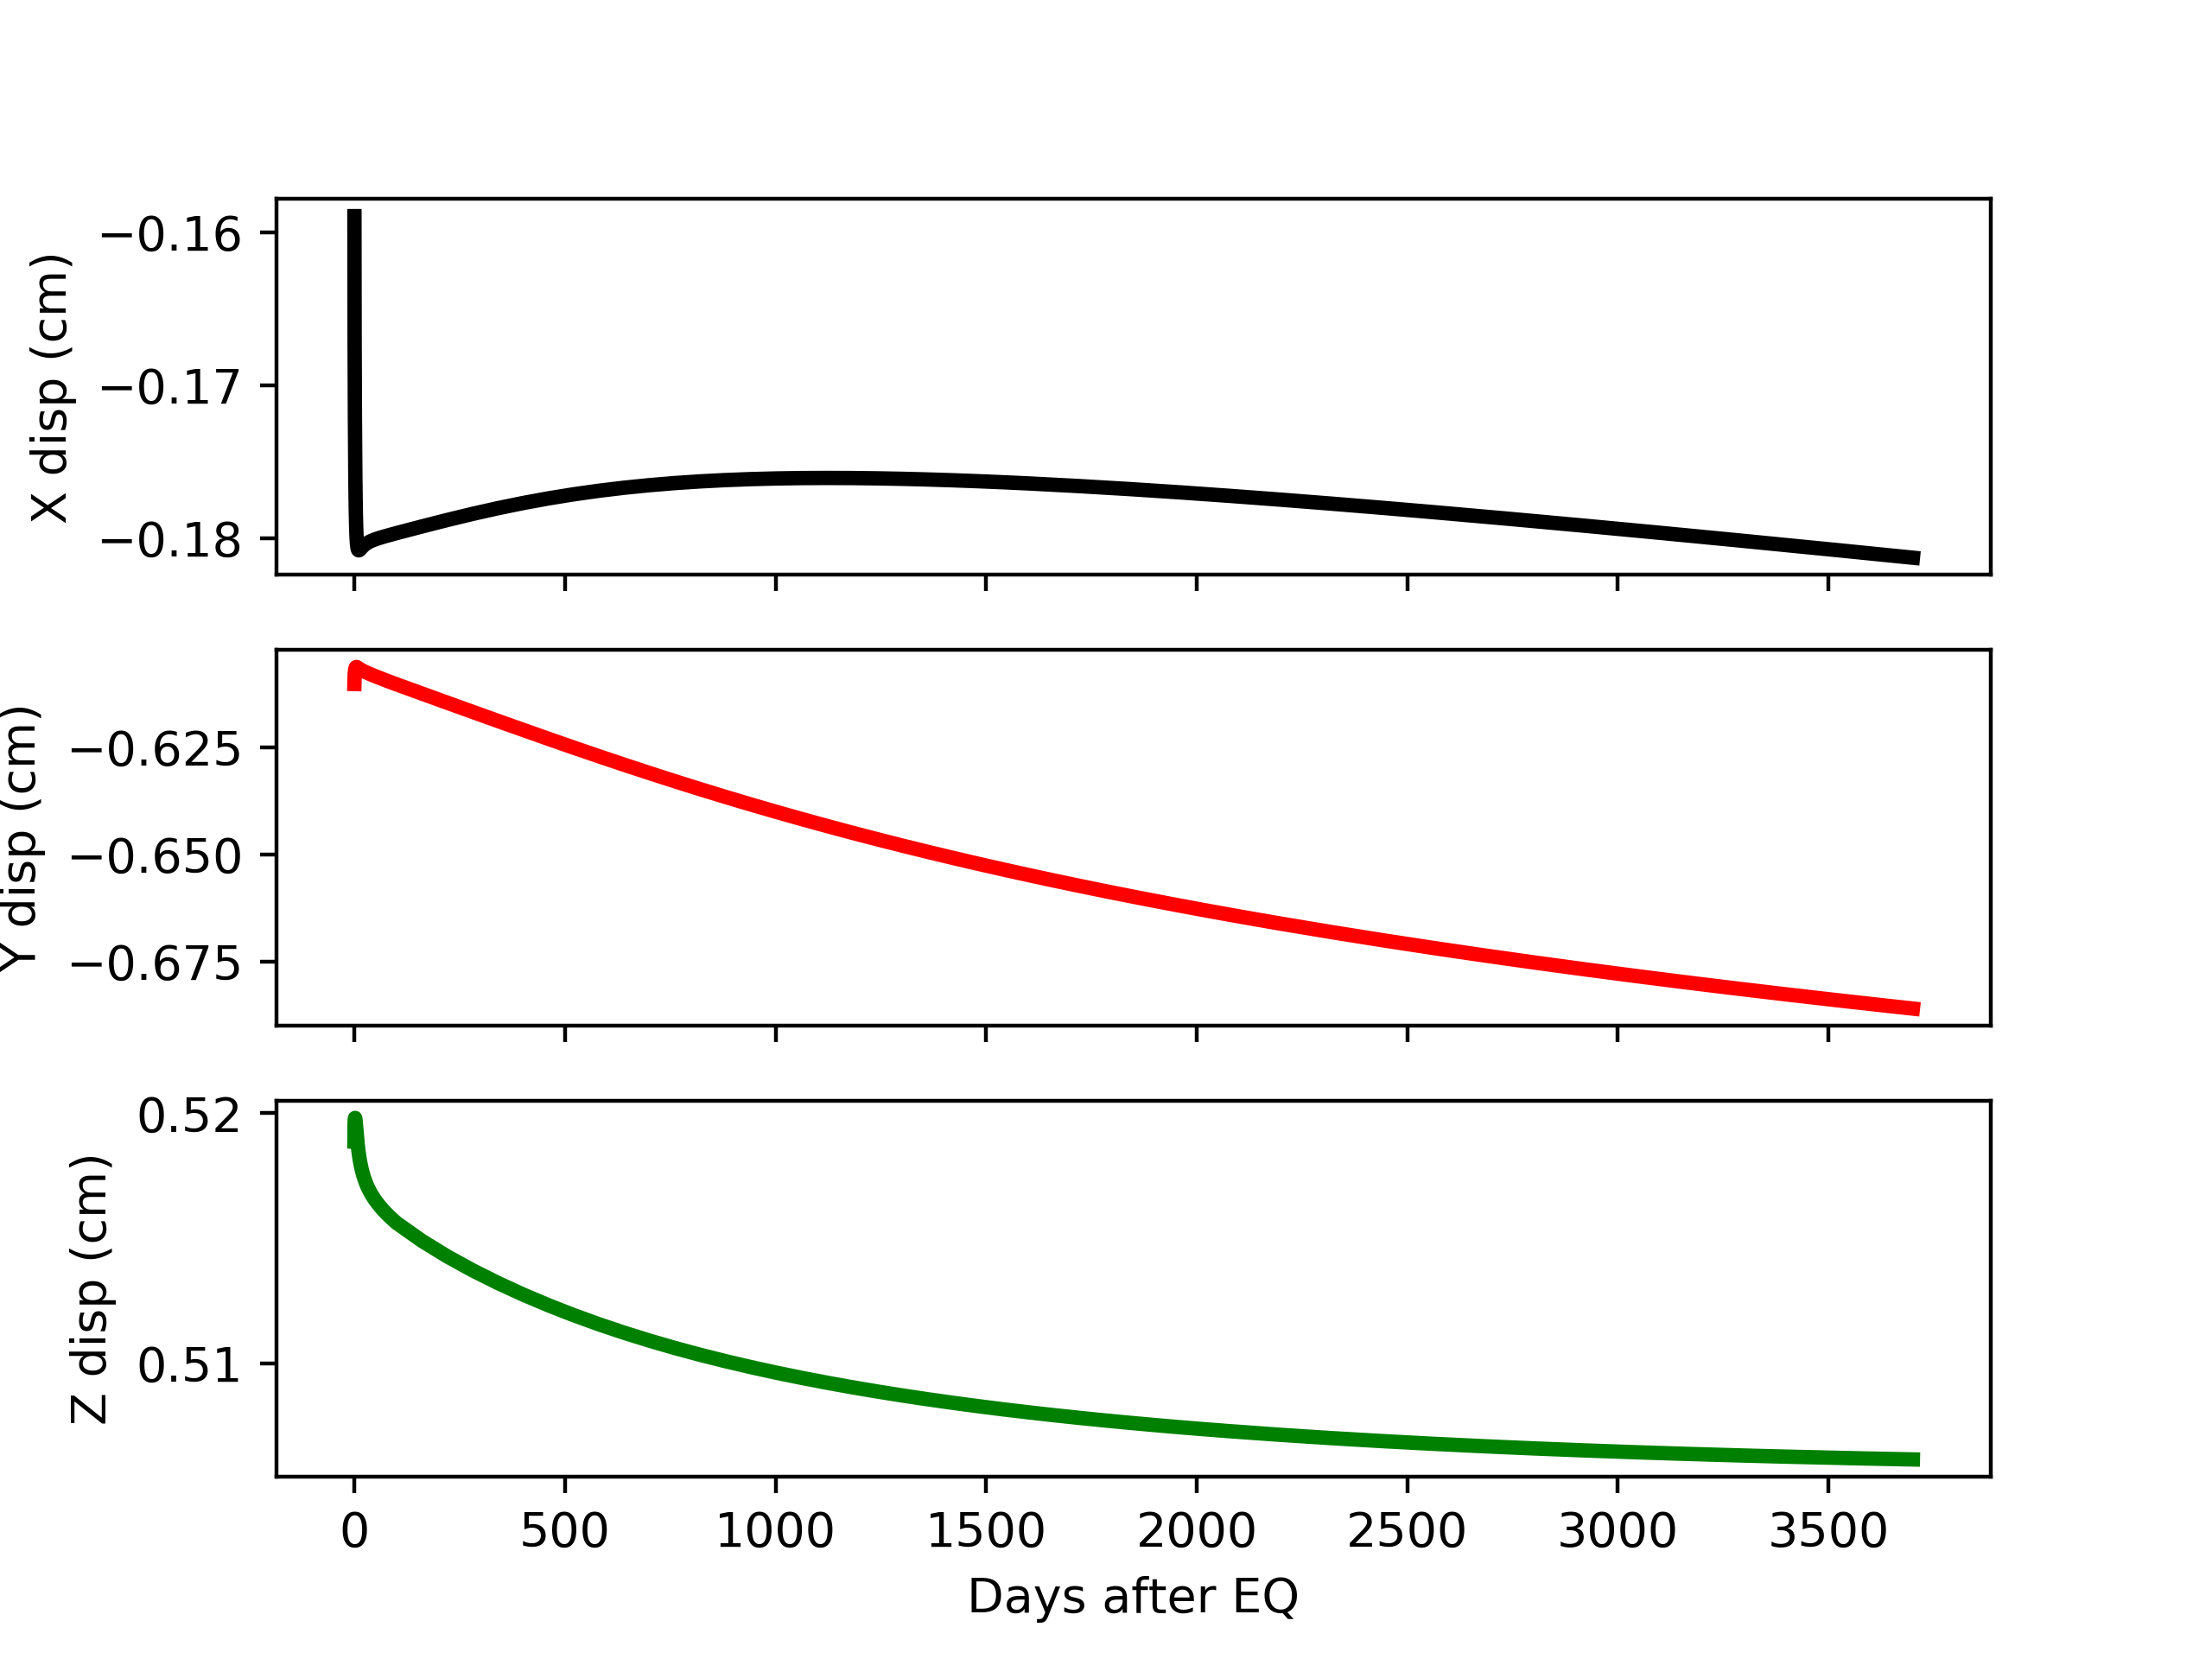 X disp (cm)
−0.16
−0.17
−0.18
Y disp (cm)
−0.625
−0.650
−0.675
Z disp (cm)
0.52
0.51
0 500 1000 1500 2000 2500 3000 3500
Days after EQ